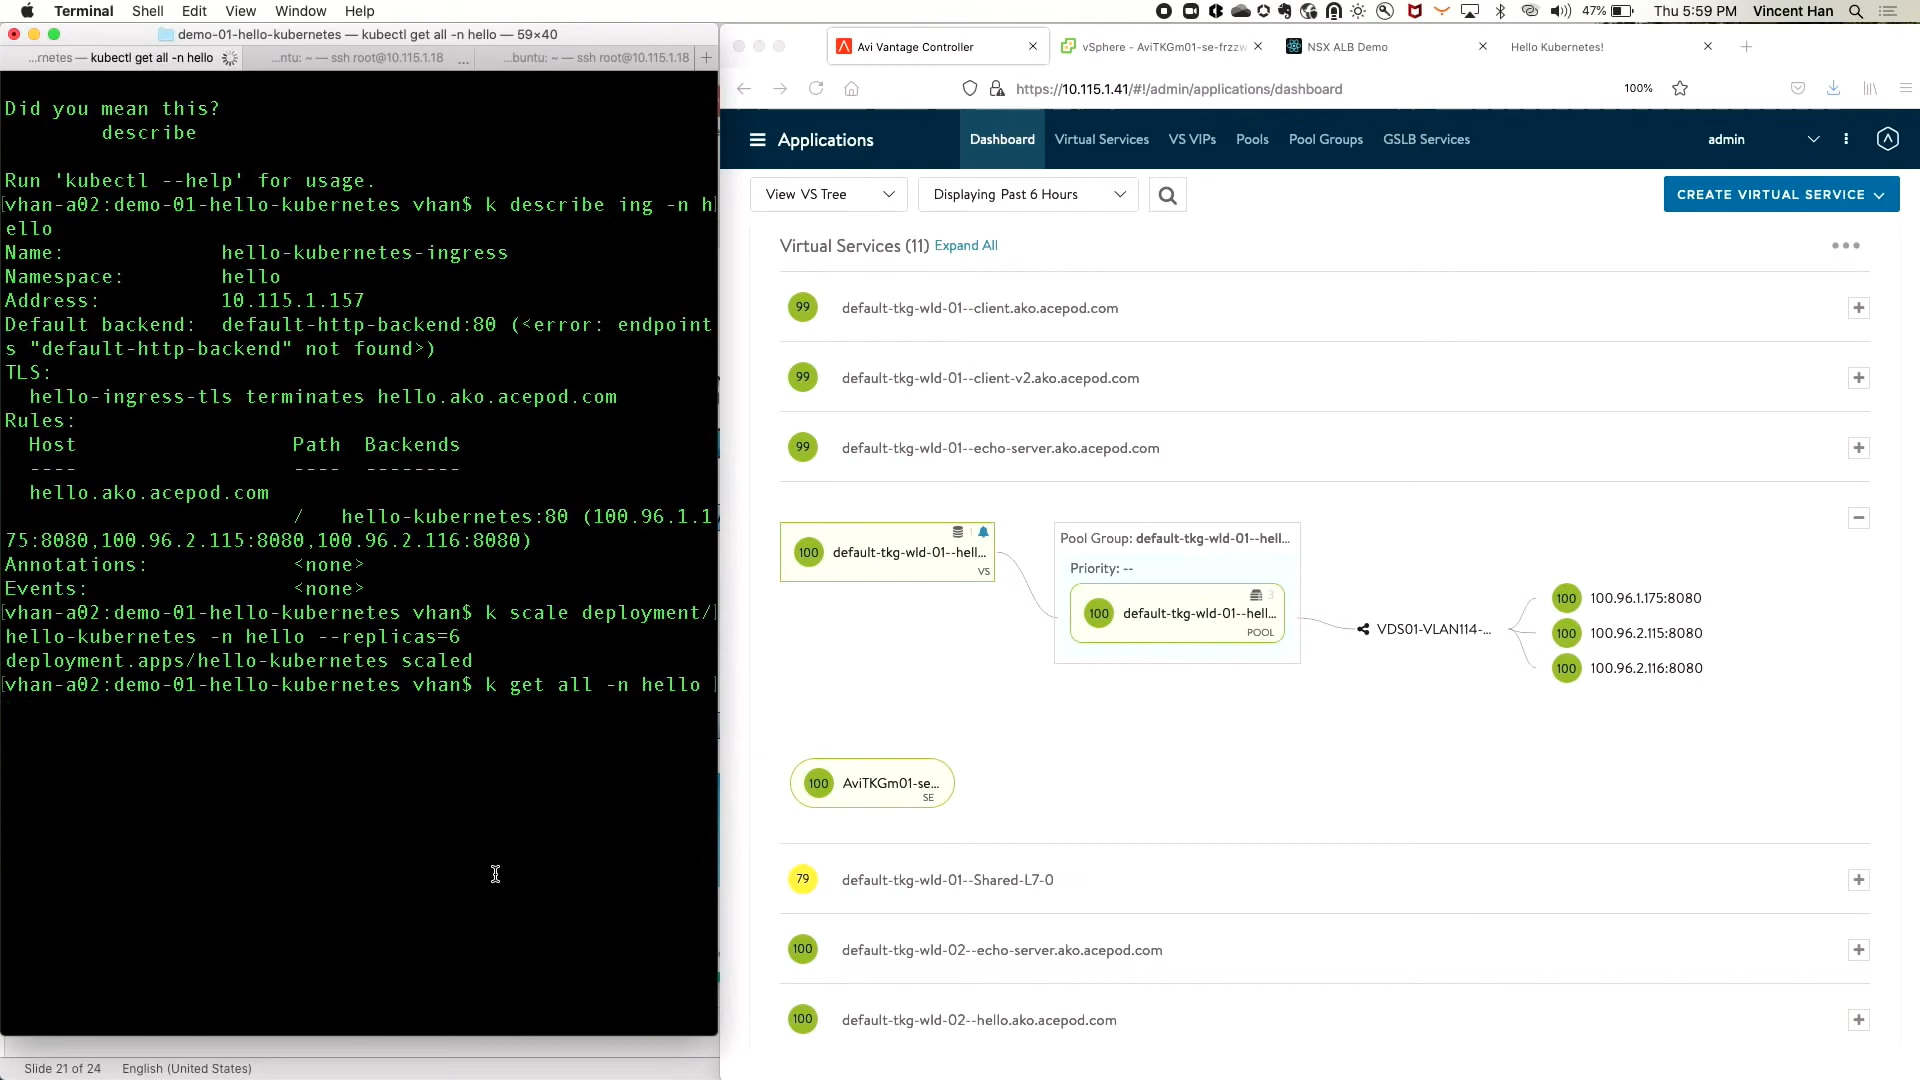 Terminal Shell Edit View Window Help
47% Thu 5:59 PM Vincent Han
demo-01-hello-kubernetes — kubectl get all -n hello — 59×40
...rnetes — kubectl get all -n hello
...ntu: ~ — ssh root@10.115.1.18 ...
...buntu: ~ — ssh root@10.115.1.18 +
Did you mean this?
describe
Run 'kubectl --help' for usage.
[vhan-a02:demo-01-hello-kubernetes vhan$ k describe ing -n h]
ello
Name: hello-kubernetes-ingress
Namespace: hello
Address: 10.115.1.157
Default backend: default-http-backend:80 (<error: endpoint
s "default-http-backend" not found>)
TLS:
hello-ingress-tls terminates hello.ako.acepod.com
Rules:
Host Path Backends
---- ---- --------
hello.ako.acepod.com
/ hello-kubernetes:80 (100.96.1.1
75:8080,100.96.2.115:8080,100.96.2.116:8080)
Annotations: <none>
Events: <none>
[vhan-a02:demo-01-hello-kubernetes vhan$ k scale deployment/]
hello-kubernetes -n hello --replicas=6
deployment.apps/hello-kubernetes scaled
[vhan-a02:demo-01-hello-kubernetes vhan$ k get all -n hello ]
Slide 21 of 24 English (United States)
Avi Vantage Controller
vSphere - AviTKGm01-se-frzzw
NSX ALB Demo
Hello Kubernetes!
https://10.115.1.41/#!/admin/applications/dashboard
100%
Applications Dashboard Virtual Services VS VIPs Pools Pool Groups GSLB Services admin
View VS Tree
Displaying Past 6 Hours
CREATE VIRTUAL SERVICE
Virtual Services (11) Expand All
99 default-tkg-wld-01--client.ako.acepod.com
99 default-tkg-wld-01--client-v2.ako.acepod.com
99 default-tkg-wld-01--echo-server.ako.acepod.com
1
100 default-tkg-wld-01--hell...
VS
Pool Group: default-tkg-wld-01--hell...
Priority: --
3
100 default-tkg-wld-01--hell...
POOL
VDS01-VLAN114-...
100 100.96.1.175:8080
100 100.96.2.115:8080
100 100.96.2.116:8080
100 AviTKGm01-se...
SE
79 default-tkg-wld-01--Shared-L7-0
100 default-tkg-wld-02--echo-server.ako.acepod.com
100 default-tkg-wld-02--hello.ako.acepod.com